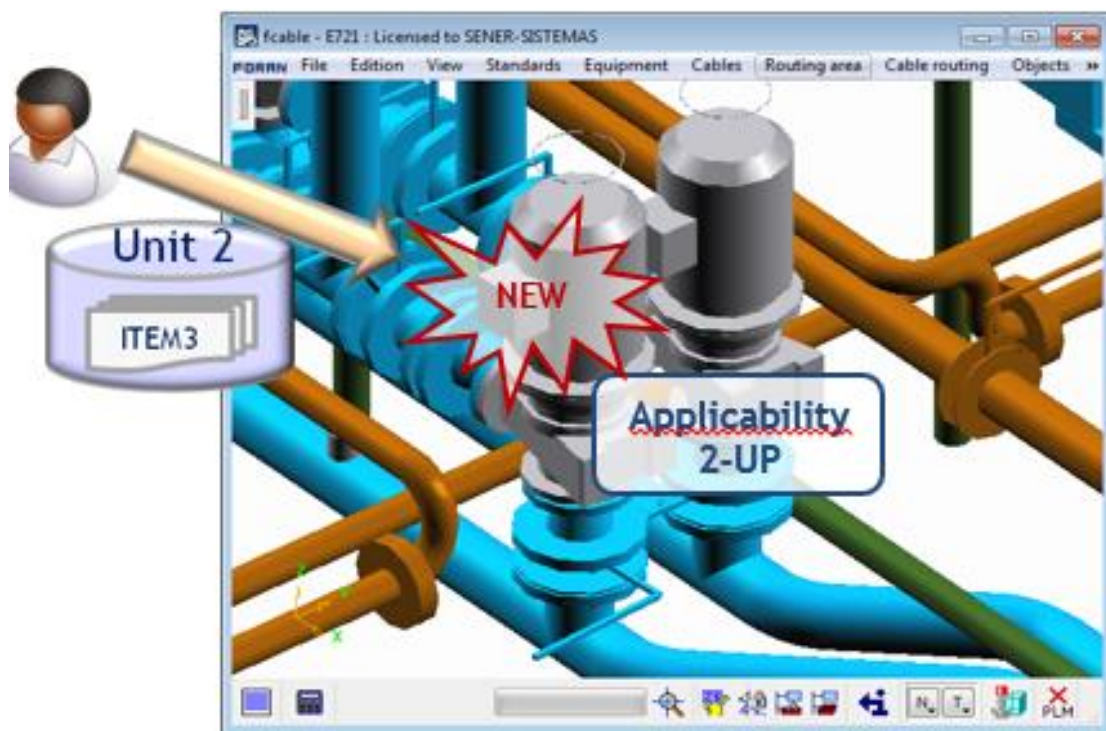 fcable - E721 : Licensed to SENER-SISTEMAS
FORAN File Edition View Standards Equipment Cables Routing area Cable routing Objects »
Unit 2
ITEM3
NEW
Applicability
2-UP
X
N T PLM